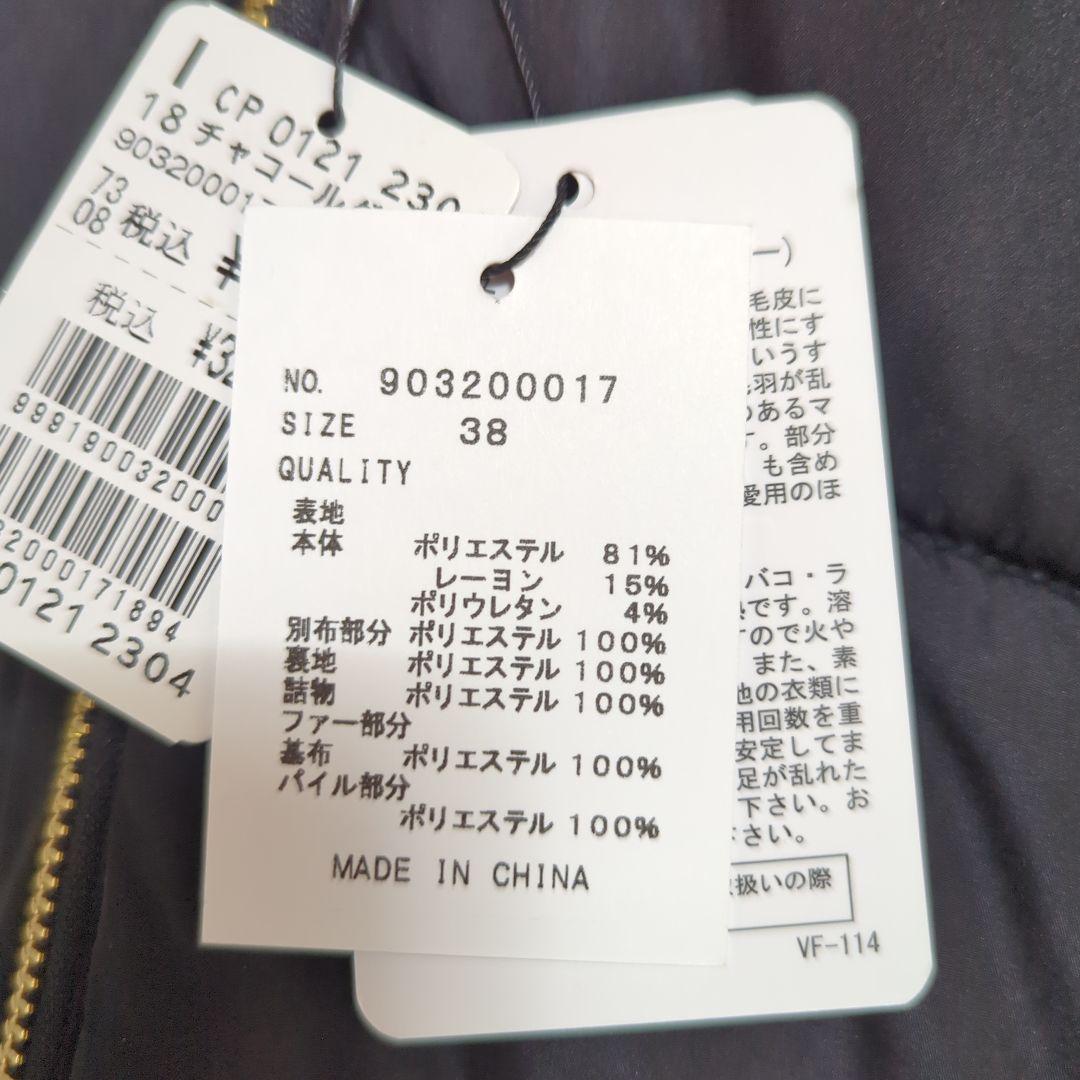 I
CP 0121 230
18 チャコール
90320001
73
08 税込 ¥
税込 ¥3
999190032000
200171894
0121 2304
NO. 903200017
SIZE 38
QUALITY
表地
本体 ポリエステル 81%
レーヨン 15%
ポリウレタン 4%
別布部分 ポリエステル 100%
裏地 ポリエステル 100%
詰物 ポリエステル 100%
ファー部分
基布 ポリエステル 100%
パイル部分
ポリエステル 100%
MADE IN CHINA
ー)
毛皮に
性にす
いうす
羽が乱
あるマ
。部分
も含め
愛用のほ
バコ・ラ
です。溶
ので火や
また、素
他の衣類に
用回数を重
安定してま
足が乱れた
下さい。お
さい。
扱いの際
VF-114